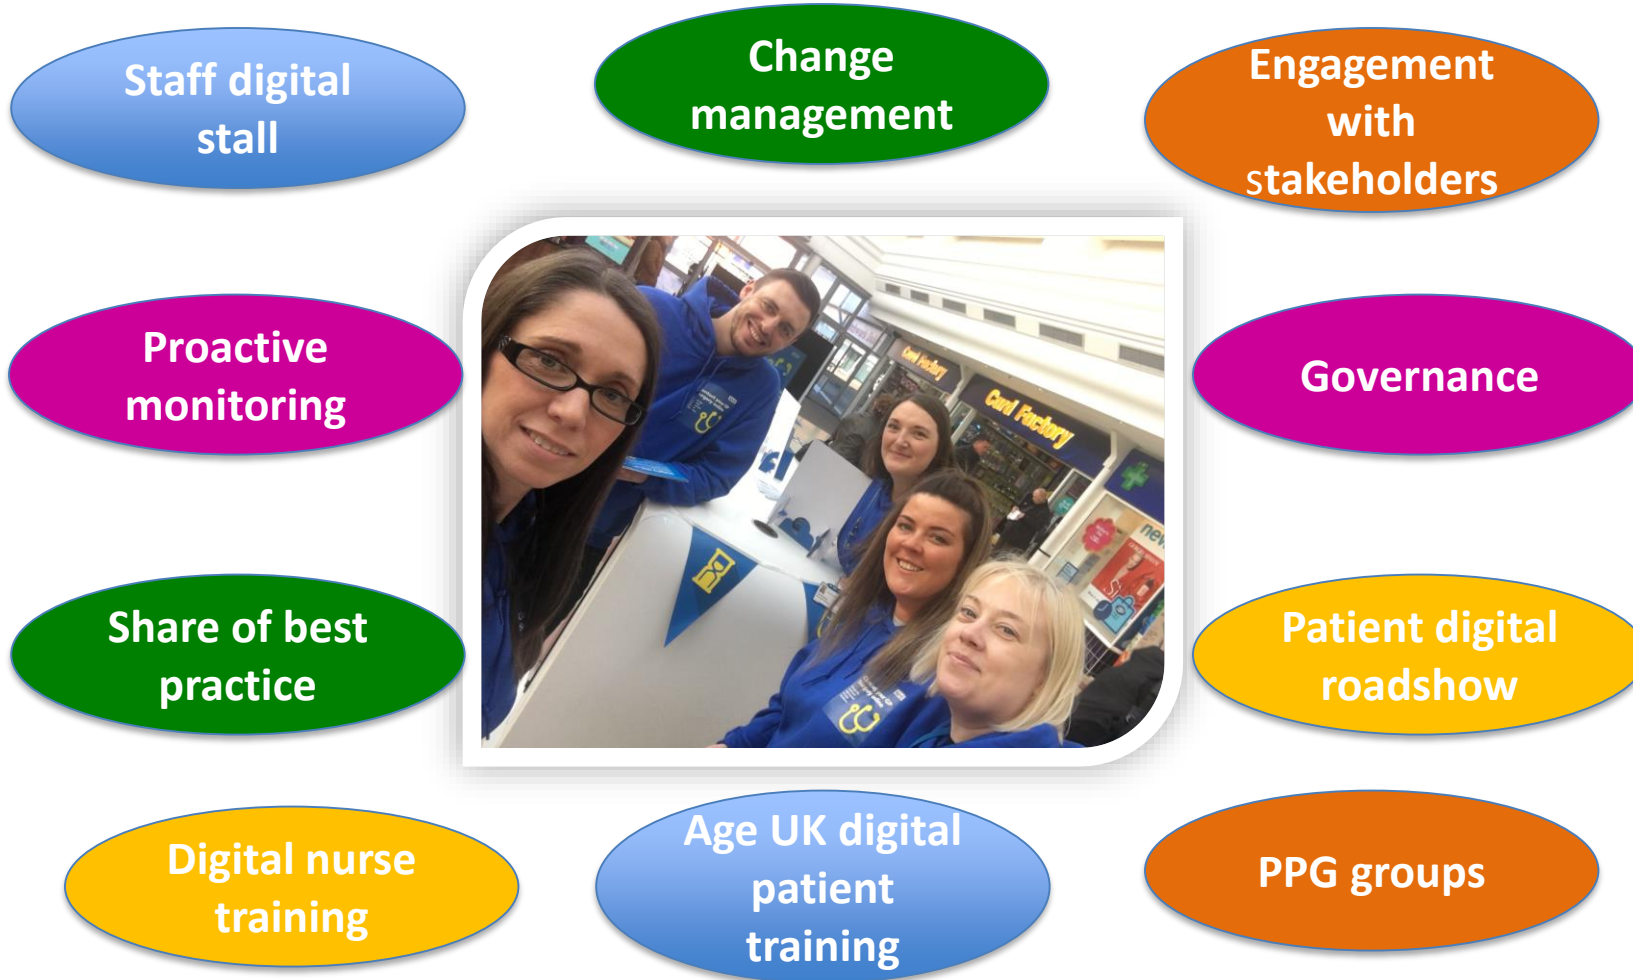 Staff digital
stall
Change
management
Engagement
with
stakeholders
Proactive
monitoring
Governance
Card Factory
Card Factory
new
Share of best
practice
Patient digital
roadshow
Digital nurse
training
Age UK digital
patient
training
PPG groups